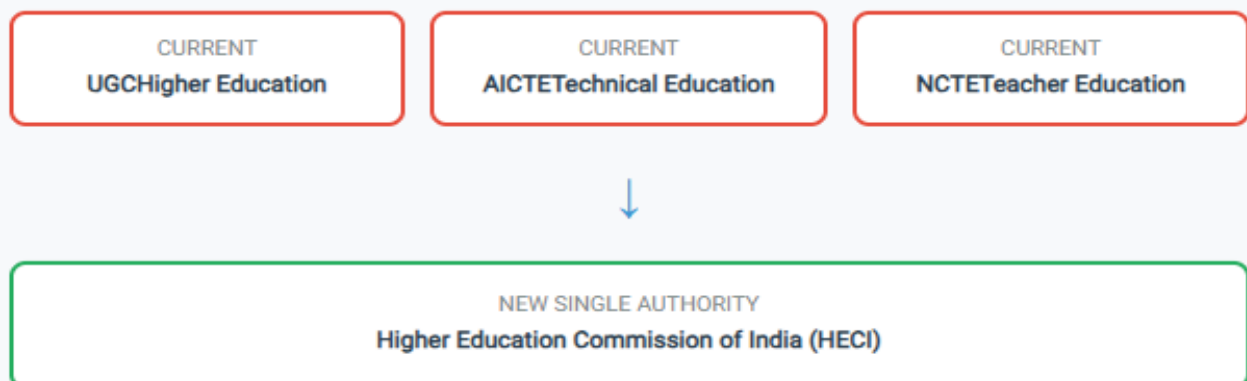 CURRENT
UGCHigher Education
CURRENT
AICTETechnical Education
CURRENT
NCTETeacher Education
NEW SINGLE AUTHORITY
Higher Education Commission of India (HECI)